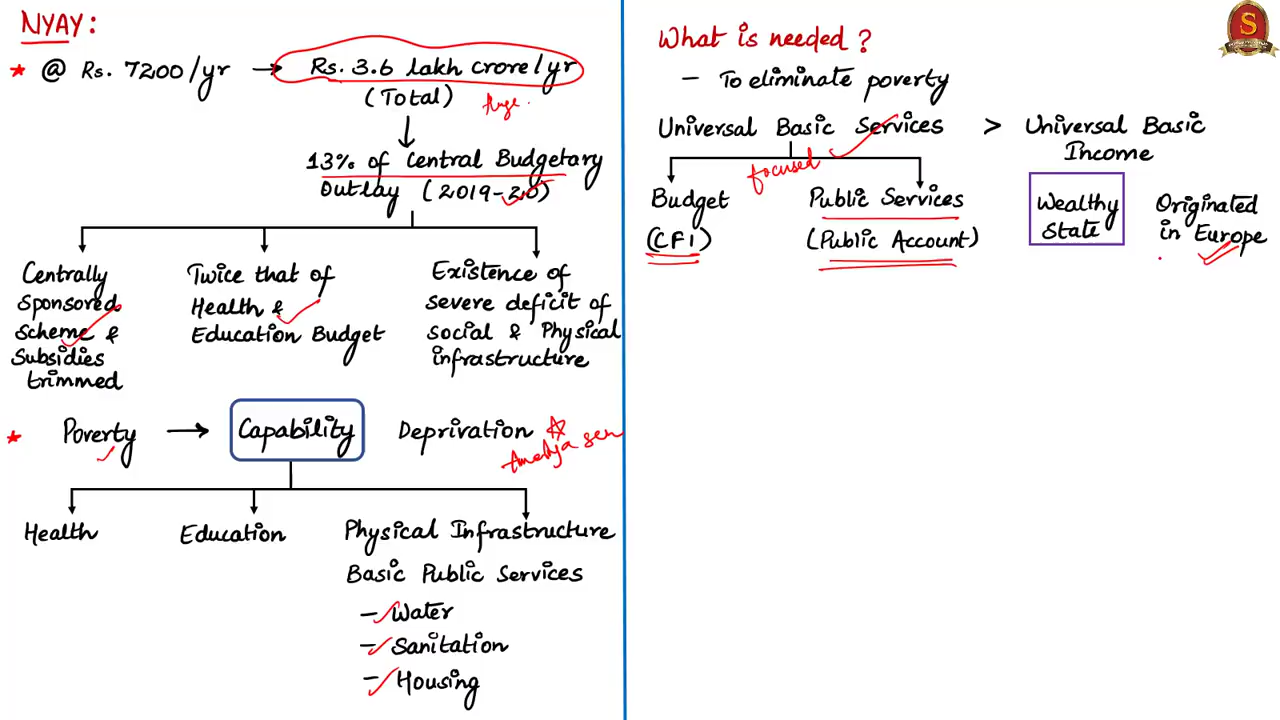 NYAY:
* @ Rs. 7200/yr → Rs. 3.6 lakh crore/yr
(Total)
huge.
13% of Central Budgetary
Outlay (2019-20)
Centrally
Sponsored
Scheme &
Subsidies
trimmed
Twice that of
Health &
Education Budget
Existence of
severe deficit of
social & Physical
infrastructure
* Poverty → Capability Deprivation
Amartya Sen
Health
Education
Physical Infrastructure
Basic Public Services
- Water
- Sanitation
- Housing
What is needed?
- To eliminate poverty
Universal Basic Services > Universal Basic
Income
focused
Budget
(CFI)
Public Services
(Public Account)
Wealthy
State
Originated
in Europe
S